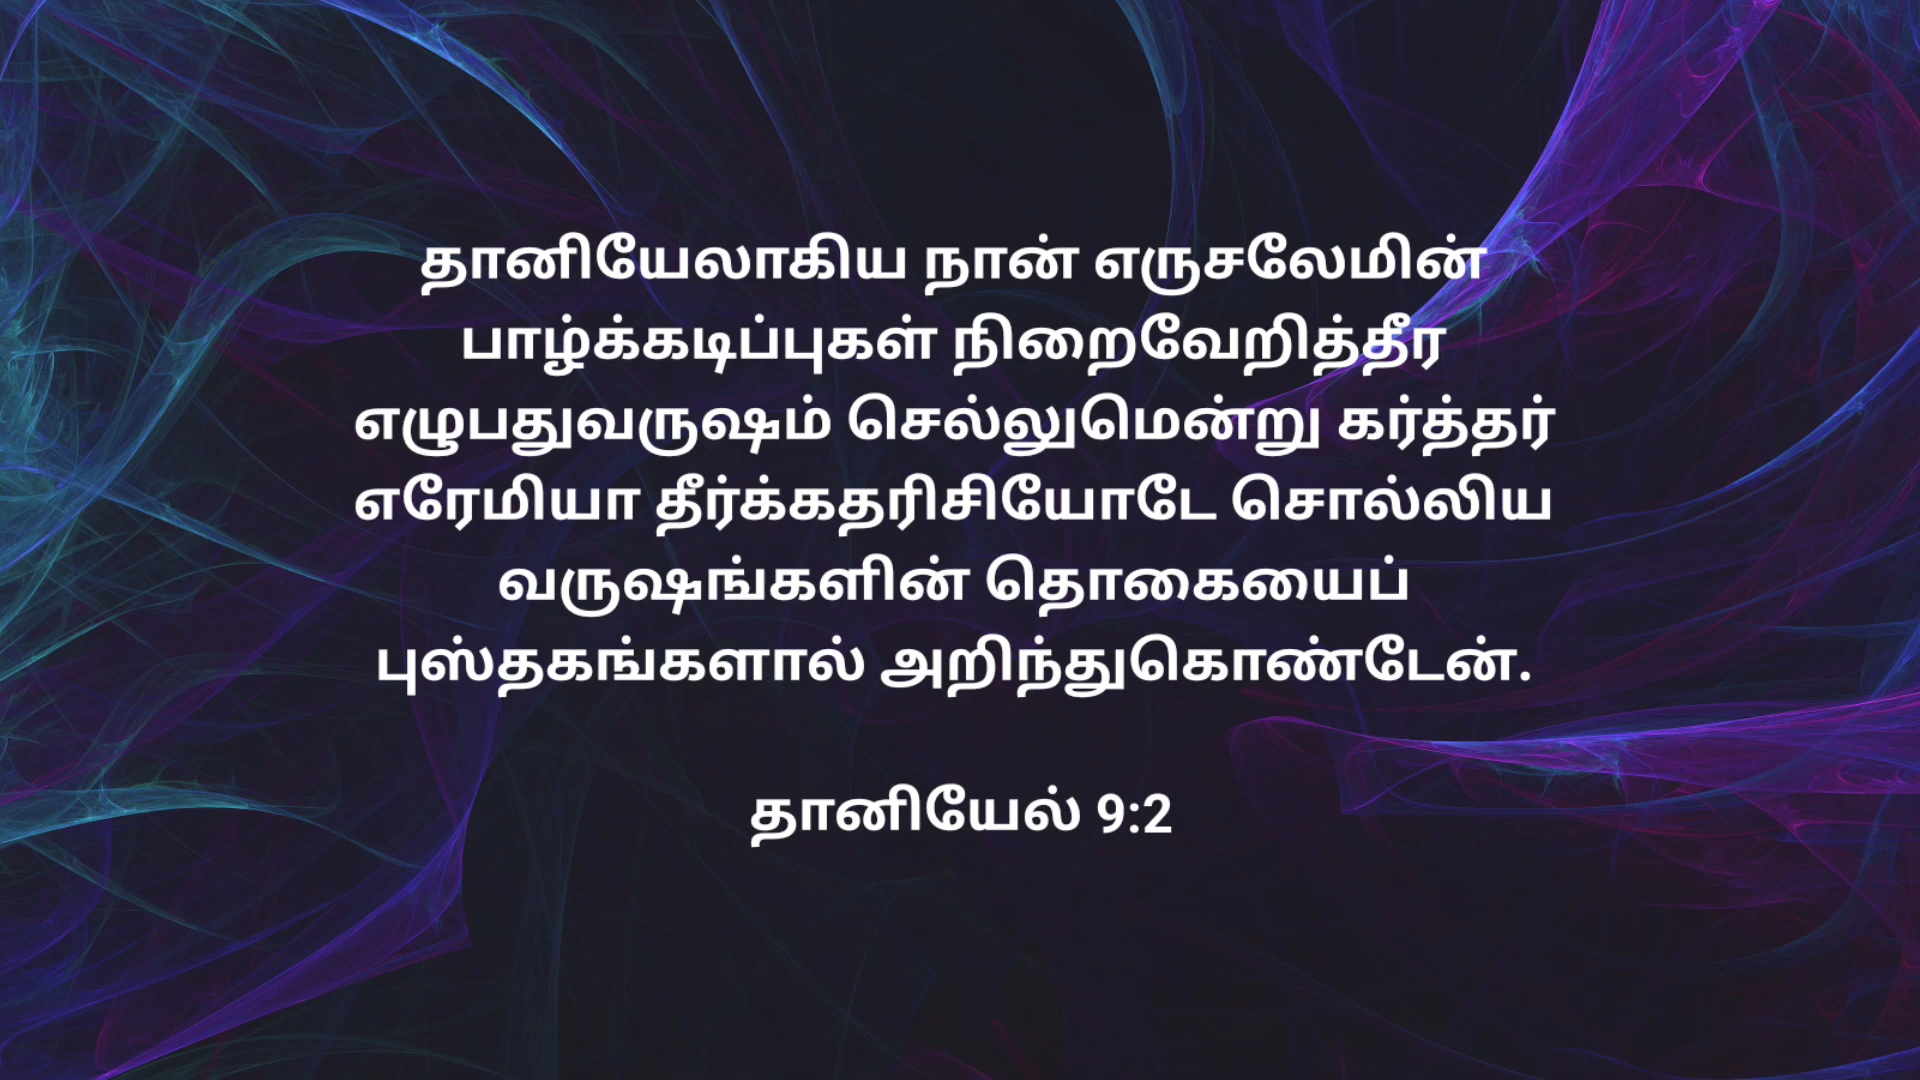 தானியேலாகிய நான் எருசலேமின்
பாழ்க்கடிப்புகள் நிறைவேறித்தீர
எழுபதுவருஷம் செல்லுமென்று கர்த்தர்
எரேமியா தீர்க்கதரிசியோடே சொல்லிய
வருஷங்களின் தொகையைப்
புஸ்தகங்களால் அறிந்துகொண்டேன்.
தானியேல் 9:2